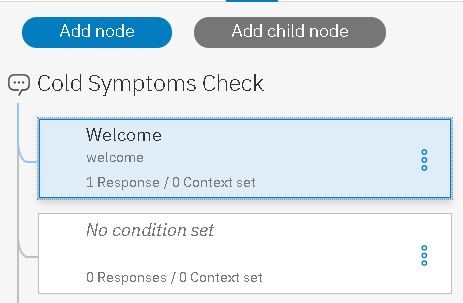 Add node
Add child node
Cold Symptoms Check
Welcome
welcome
1 Response / 0 Context set
No condition set
0 Responses / 0 Context set